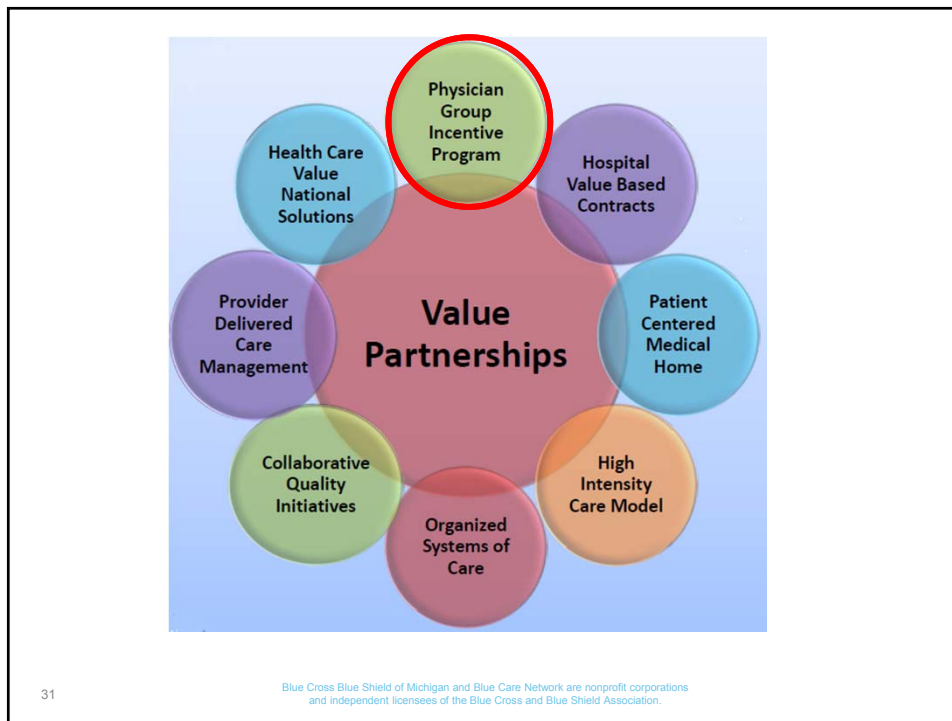 Physician
Group
Incentive
Program
Hospital
Value Based
Contracts
Patient
Centered
Medical
Home
High
Intensity
Care Model
Organized
Systems of
Care
Collaborative
Quality
Initiatives
Provider
Delivered
Care
Management
Health Care
Value
National
Solutions
Value
Partnerships
31
Blue Cross Blue Shield of Michigan and Blue Care Network are nonprofit corporations
and independent licensees of the Blue Cross and Blue Shield Association.